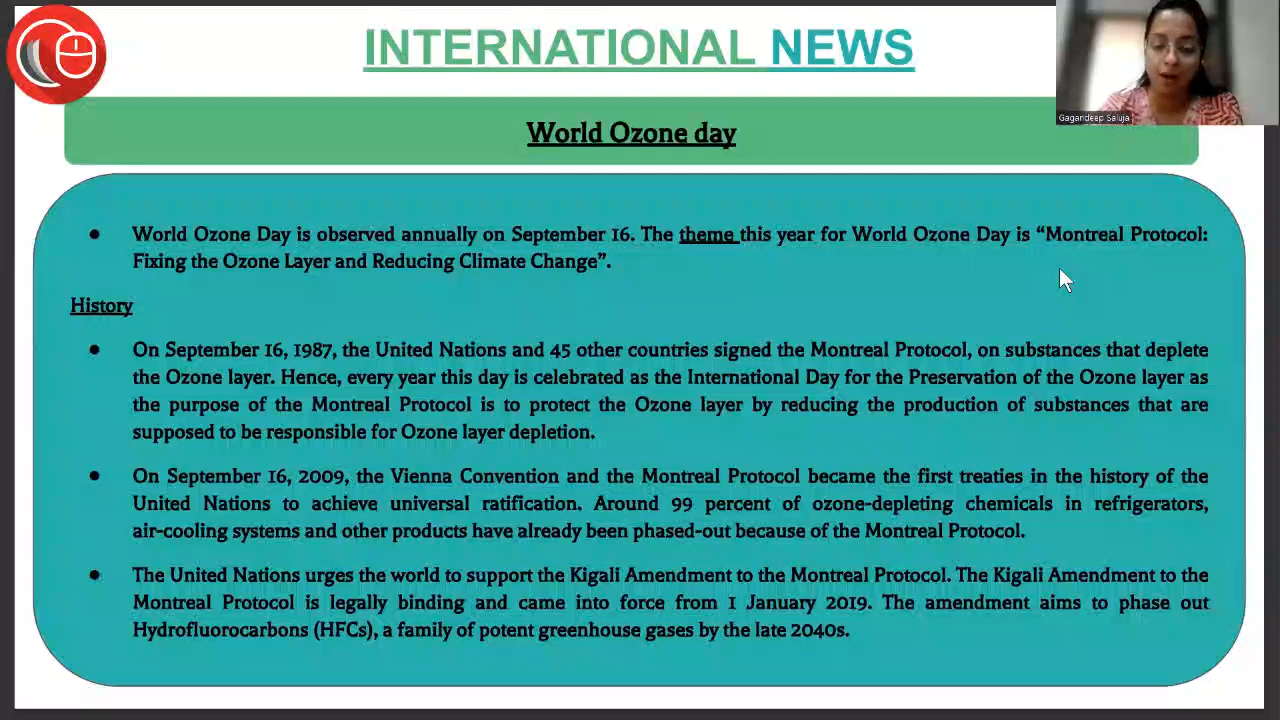 INTERNATIONAL NEWS
Gagandeep Saluja
World Ozone day
● World Ozone Day is observed annually on September 16. The theme this year for World Ozone Day is “Montreal Protocol:
Fixing the Ozone Layer and Reducing Climate Change”.
History
● On September 16, 1987, the United Nations and 45 other countries signed the Montreal Protocol, on substances that deplete
the Ozone layer. Hence, every year this day is celebrated as the International Day for the Preservation of the Ozone layer as
the purpose of the Montreal Protocol is to protect the Ozone layer by reducing the production of substances that are
supposed to be responsible for Ozone layer depletion.
● On September 16, 2009, the Vienna Convention and the Montreal Protocol became the first treaties in the history of the
United Nations to achieve universal ratification. Around 99 percent of ozone-depleting chemicals in refrigerators,
air-cooling systems and other products have already been phased-out because of the Montreal Protocol.
● The United Nations urges the world to support the Kigali Amendment to the Montreal Protocol. The Kigali Amendment to the
Montreal Protocol is legally binding and came into force from 1 January 2019. The amendment aims to phase out
Hydrofluorocarbons (HFCs), a family of potent greenhouse gases by the late 2040s.